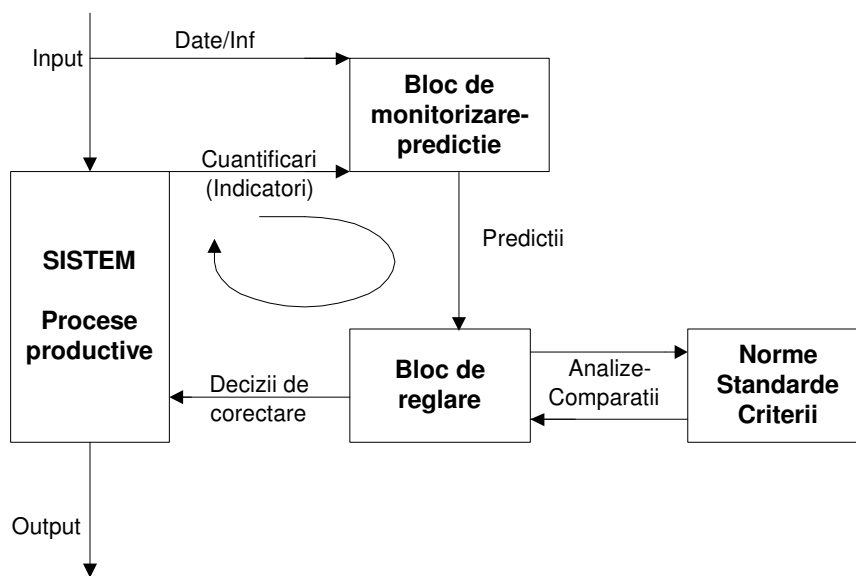 Input
Date/Inf
Bloc de
monitorizare-
predictie
Cuantificari
(Indicatori)
SISTEM
Procese
productive
Predictii
Decizii de
corectare
Bloc de
reglare
Analize-
Comparatii
Norme
Standarde
Criterii
Output